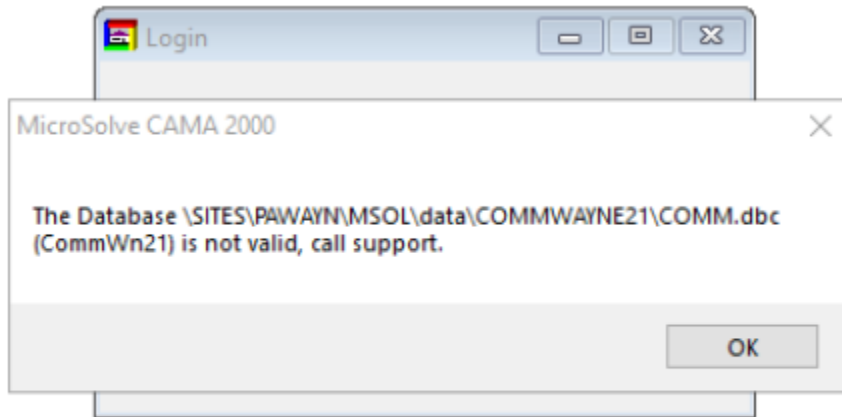 Login
MicroSolve CAMA 2000
The Database \SITES\PAWAYN\MSOL\data\COMMWAYNE21\COMM.dbc
(CommWn21) is not valid, call support.
OK